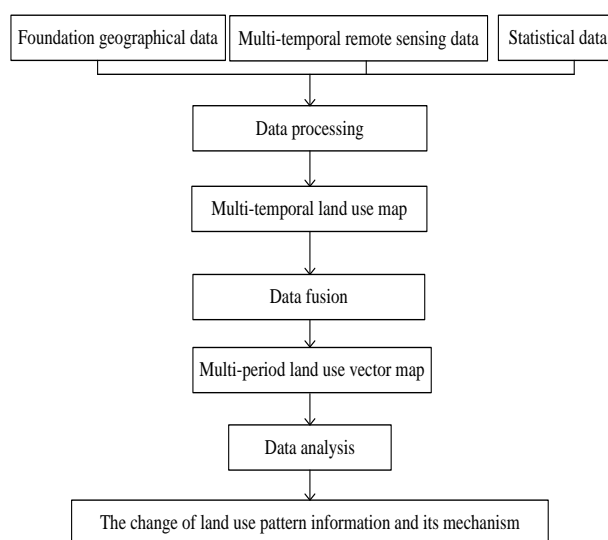 Foundation geographical data
Multi-temporal remote sensing data
Statistical data
Data processing
Multi-temporal land use map
Data fusion
Multi-period land use vector map
Data analysis
The change of land use pattern information and its mechanism